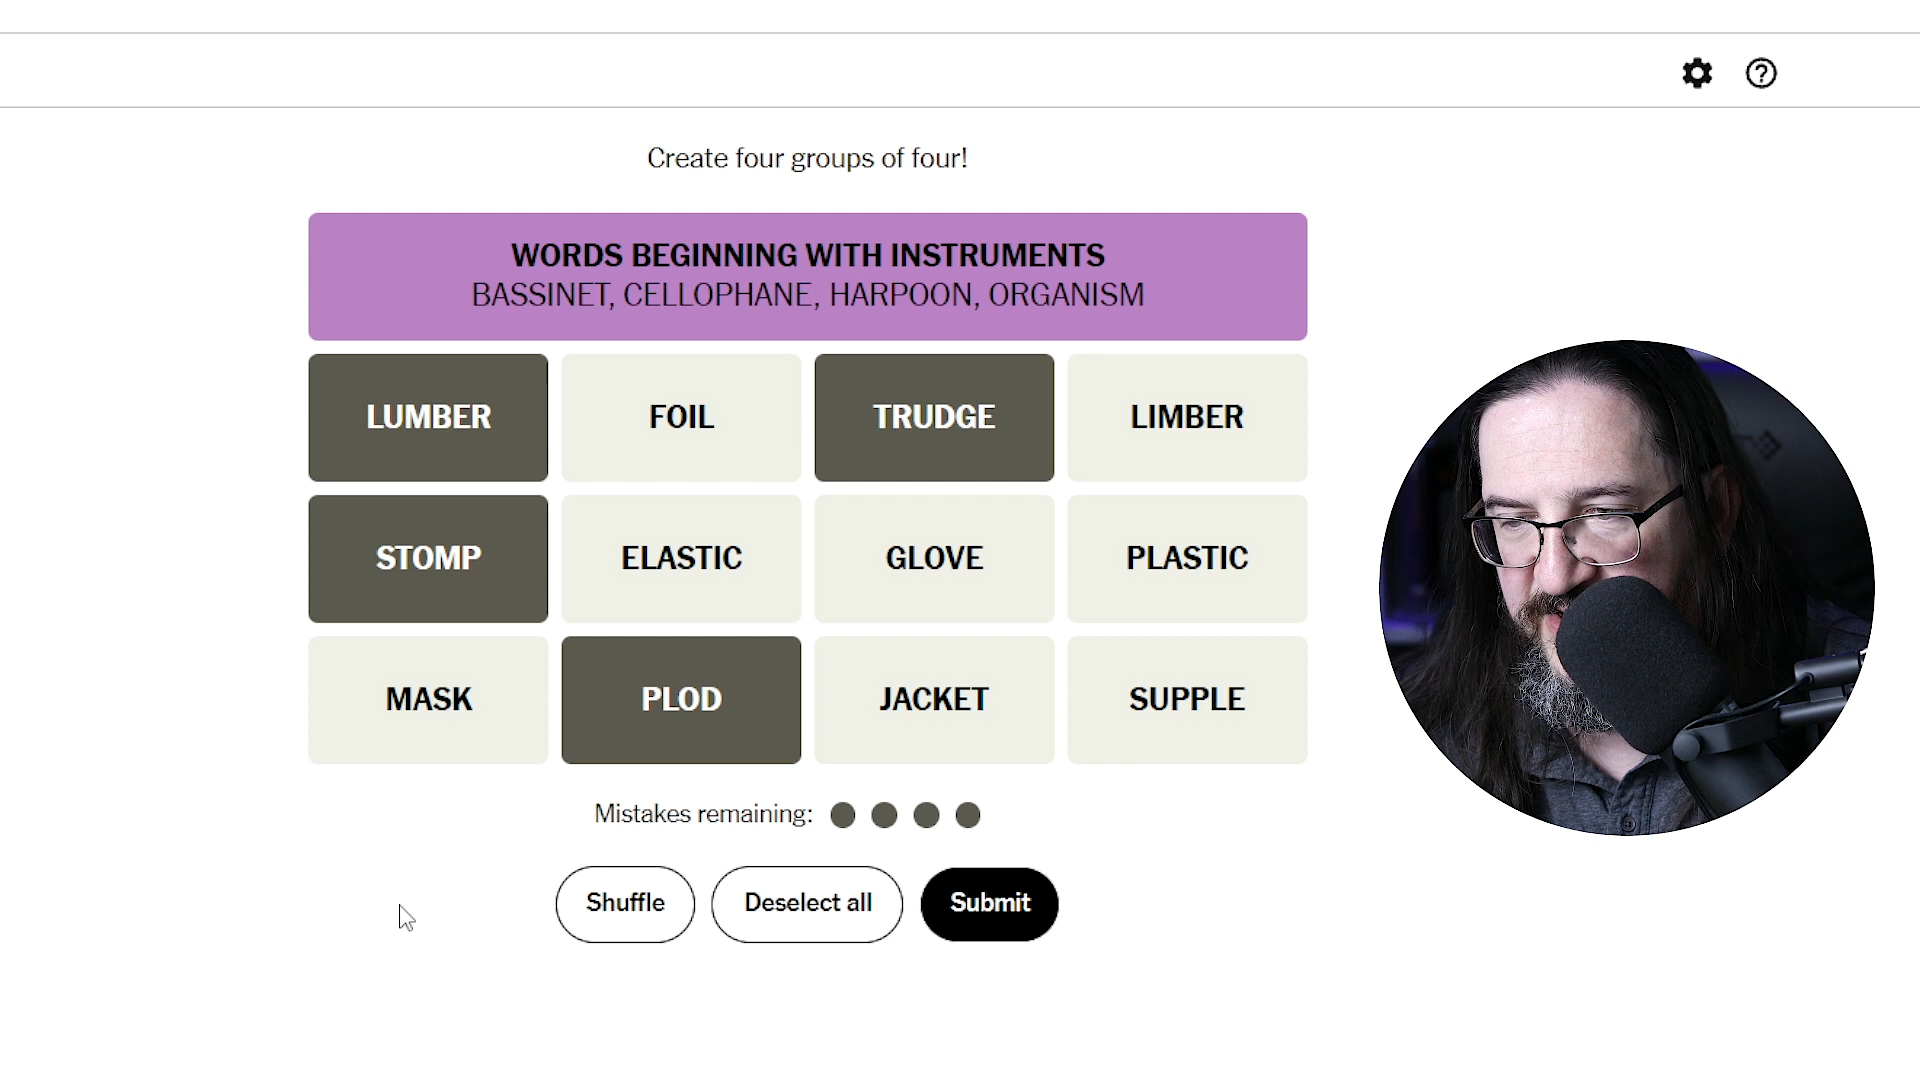 Create four groups of four!
WORDS BEGINNING WITH INSTRUMENTS
BASSINET, CELLOPHANE, HARPOON, ORGANISM
LUMBER FOIL TRUDGE LIMBER
STOMP ELASTIC GLOVE PLASTIC
MASK PLOD JACKET SUPPLE
Mistakes remaining:
Shuffle Deselect all Submit